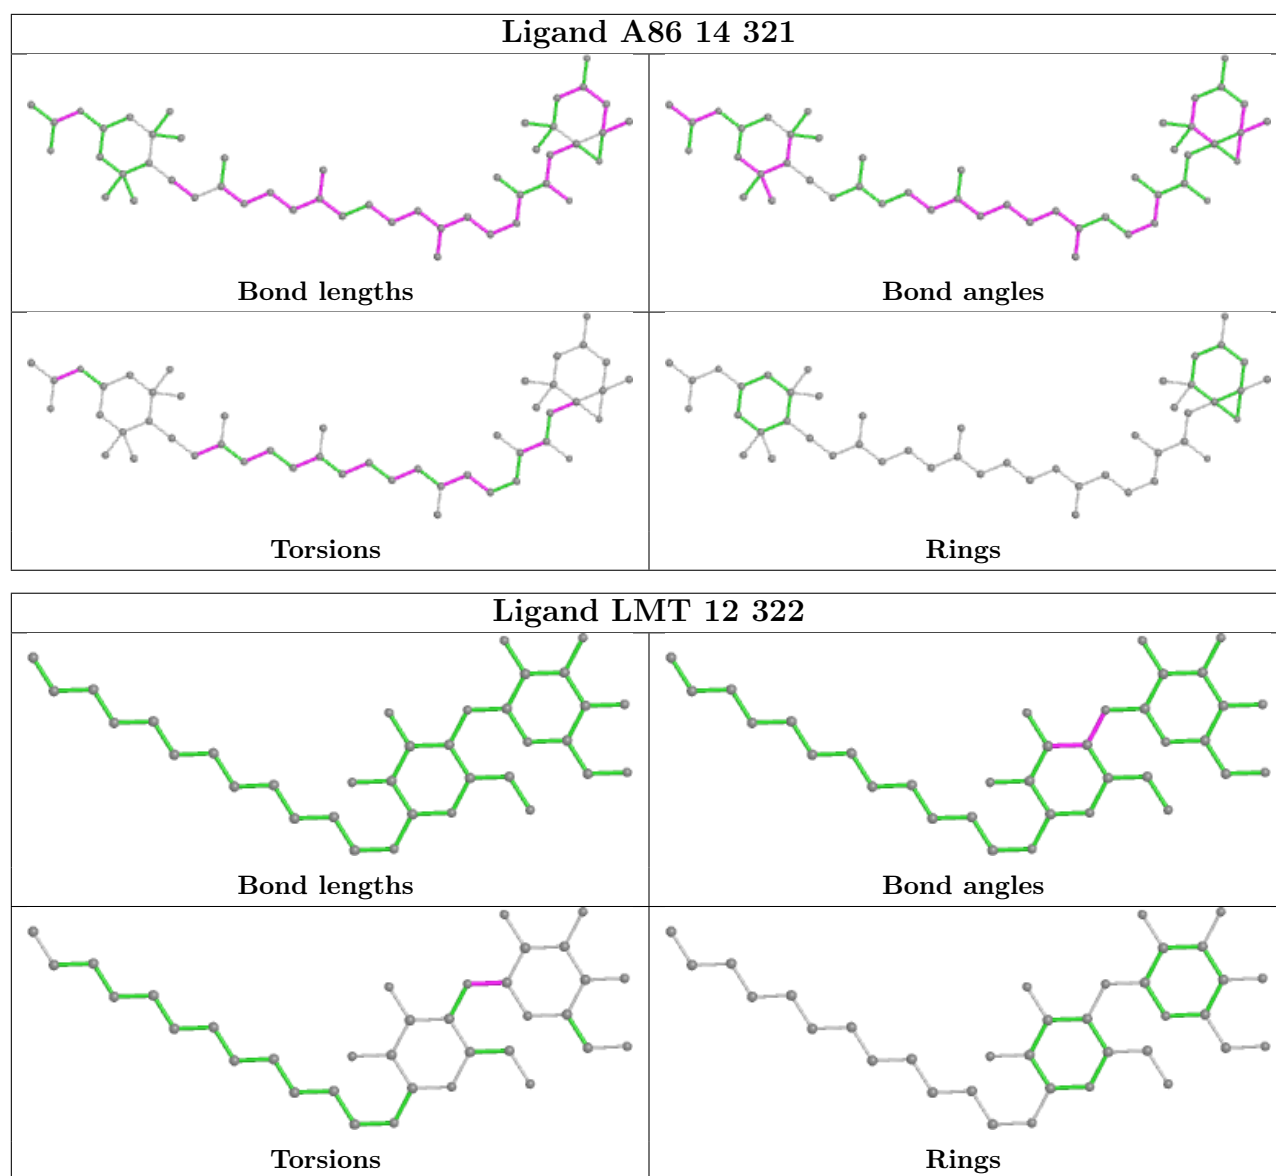 Ligand A86 14 321
Bond lengths
Bond angles
Torsions
Rings
Ligand LMT 12 322
Bond lengths
Bond angles
Torsions
Rings